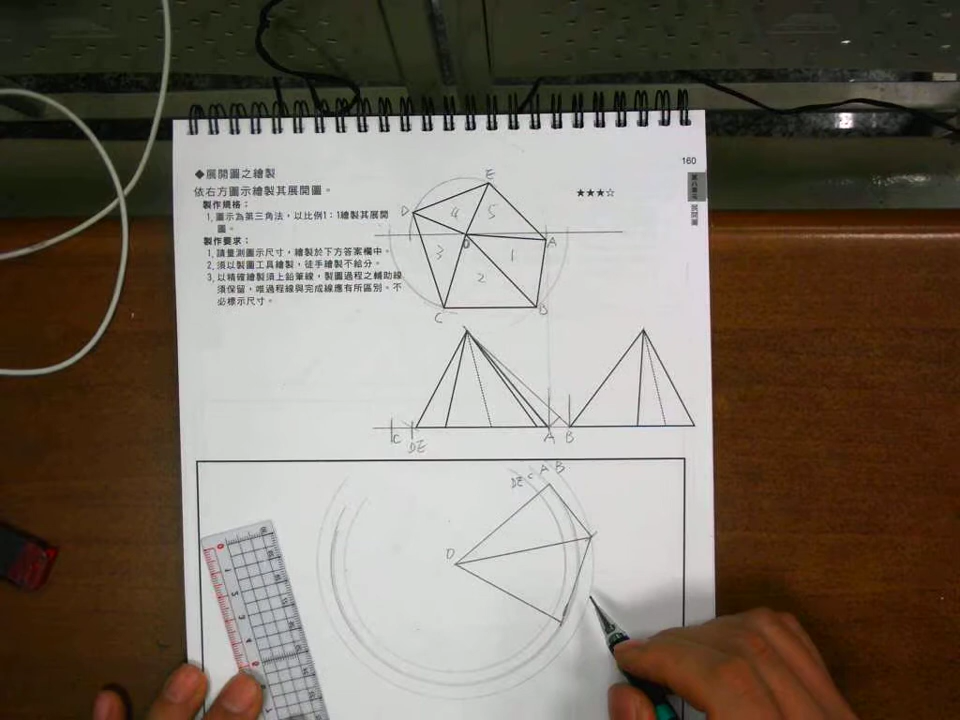 160
◆展開圖之繪製
依右方圖示繪製其展開圖。
★★★☆
製作規格：
1. 圖示為第三角法，以比例1：1繪製其展開
圖。
製作要求：
1. 請量測圖示尺寸，繪製於下方答案欄中。
2. 須以製圖工具繪製，徒手繪製不給分。
3. 以精確繪製須上鉛筆線，製圖過程之輔助線
須保留，唯過程線與完成線應有所區別，不
必標示尺寸。
展開圖
E
D
4
5
O
A
3
1
2
C
B
C
DE
A
B
DE C A B
O